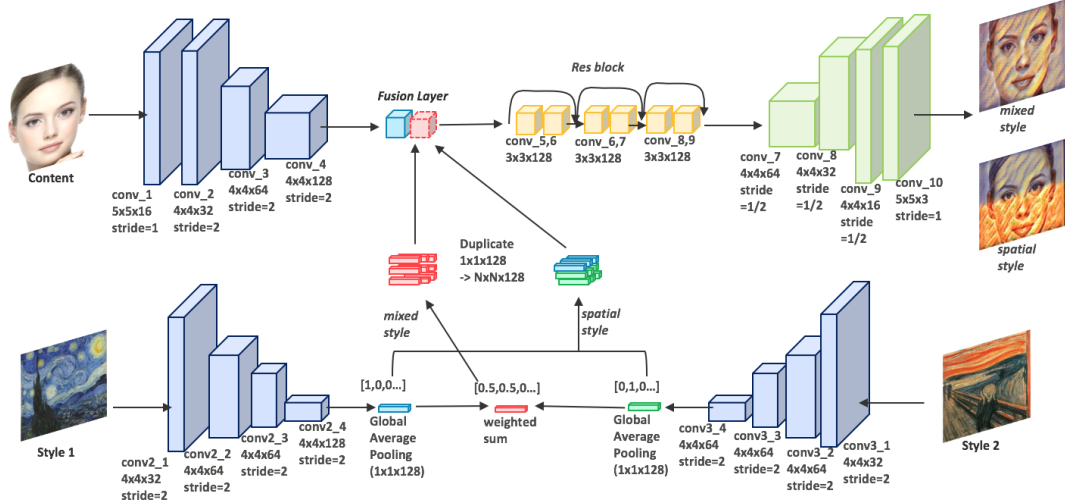 Content
conv_1
5x5x16
stride=1
conv_2
4x4x32
stride=2
conv_3
4x4x64
stride=2
conv_4
4x4x128
stride=2
Fusion Layer
Res block
conv_5,6
3x3x128
conv_6,7
3x3x128
conv_8,9
3x3x128
conv_7
4x4x64
stride
=1/2
conv_8
4x4x32
stride
=1/2
conv_9
4x4x16
stride
=1/2
conv_10
5x5x3
stride=1
mixed
style
spatial
style
Duplicate
1x1x128
-> NxNx128
mixed
style
spatial
style
Style 1
conv2_1
4x4x32
stride=2
conv2_2
4x4x64
stride=2
conv2_3
4x4x64
stride=2
conv2_4
4x4x128
stride=2
[1,0,0...]
Global
Average
Pooling
(1x1x128)
[0.5,0.5,0...]
weighted
sum
[0,1,0...]
Global
Average
Pooling
(1x1x128)
conv3_4
4x4x64
stride=2
conv3_3
4x4x64
stride=2
conv3_2
4x4x64
stride=2
conv3_1
4x4x32
stride=2
Style 2